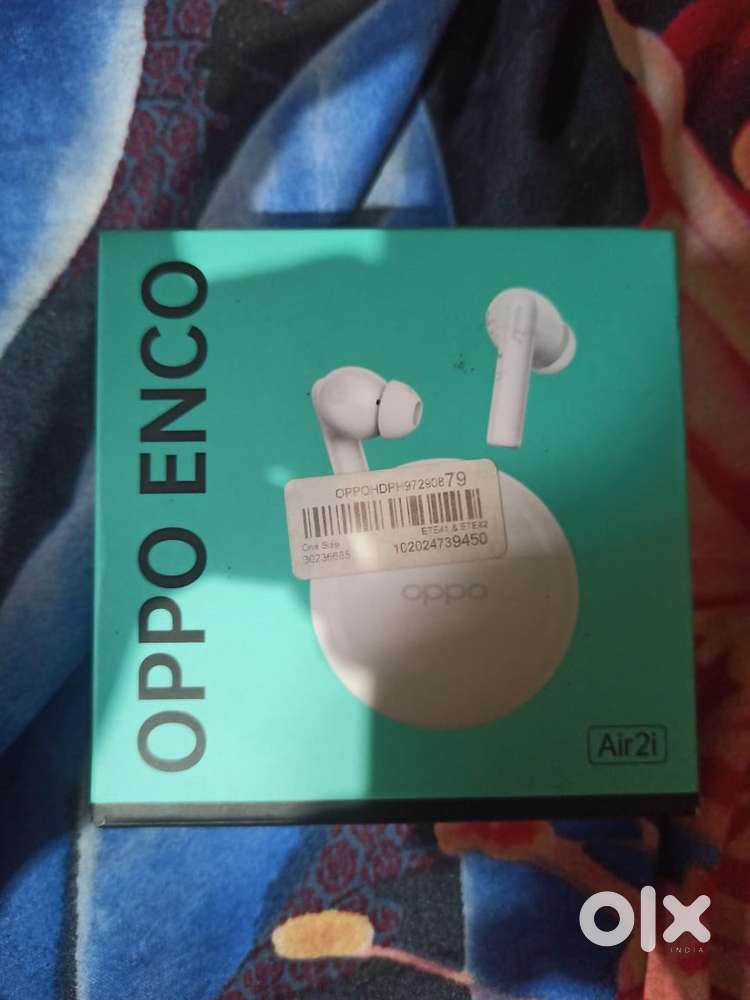 OPPO ENCO
OPPOHDPH97290879
One Size
ETE41 & ETE42
30236685
102024739450
oppo
Air2i
olx
INDIA